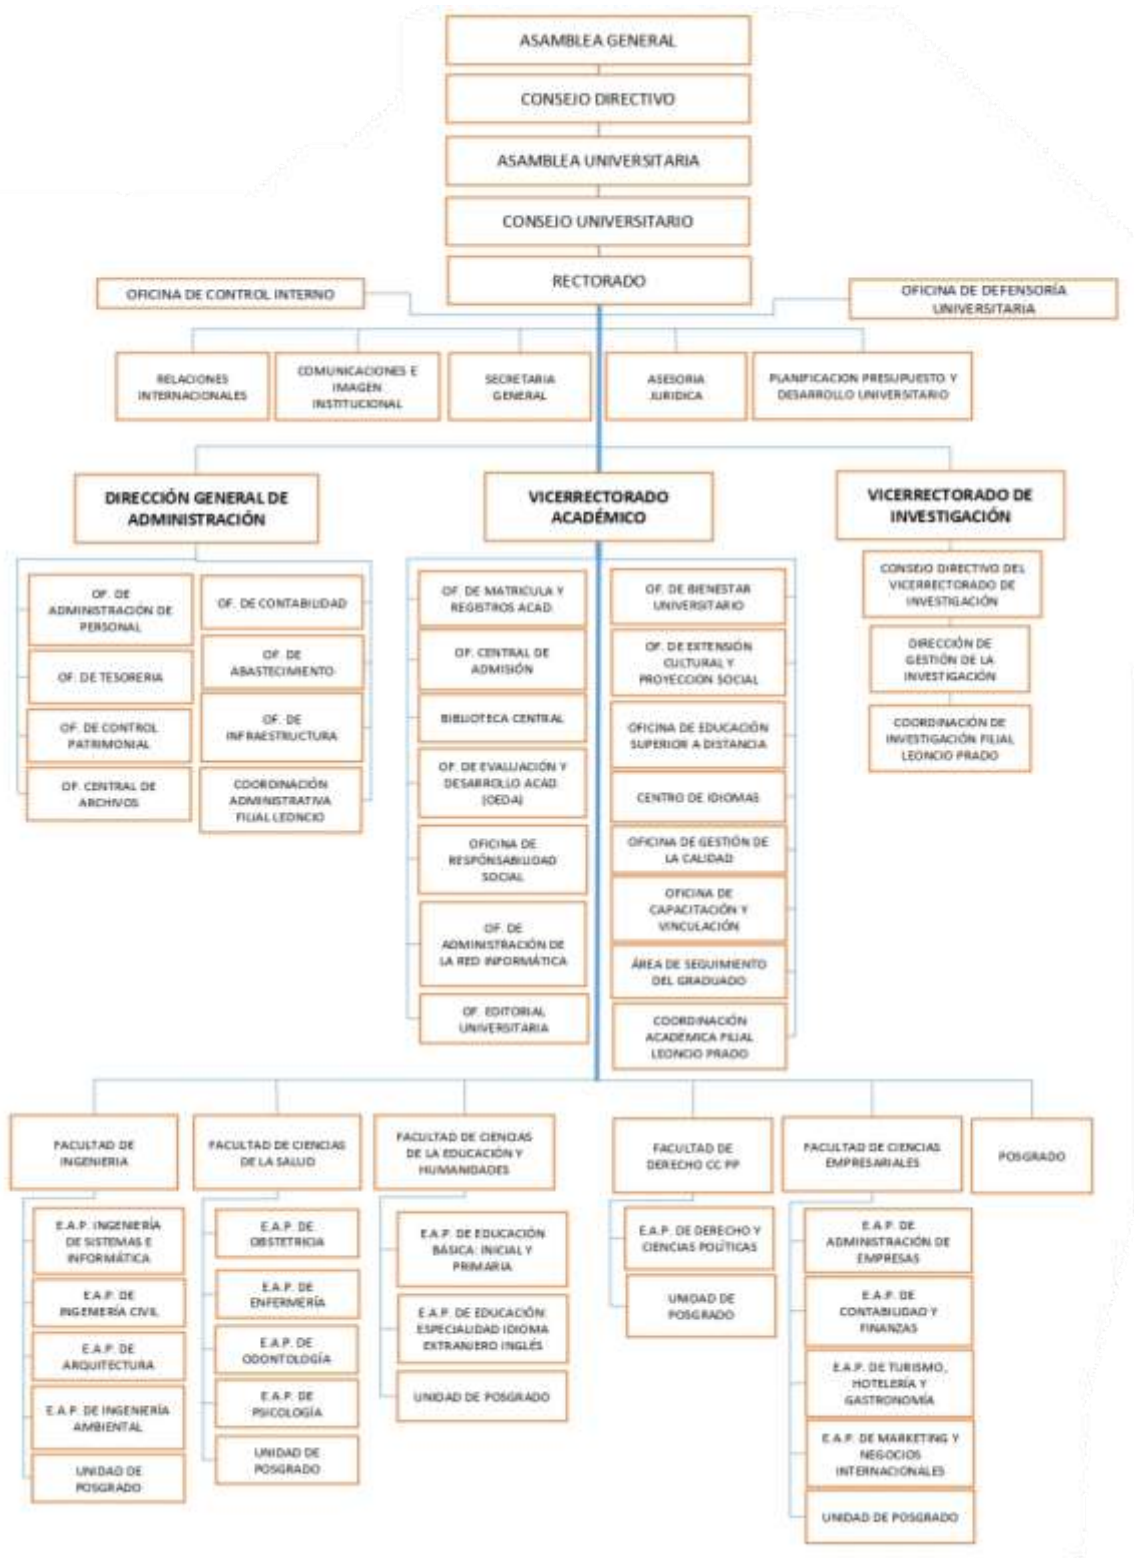 ASAMBLEA GENERAL
CONSEJO DIRECTIVO
ASAMBLEA UNIVERSITARIA
CONSEJO UNIVERSITARIO
RECTORADO
OFICINA DE CONTROL INTERNO
OFICINA DE DEFENSORÍA
UNIVERSITARIA
RELACIONES
INTERNACIONALES
COMUNICACIONES E
IMAGEN
INSTITUCIONAL
SECRETARIA
GENERAL
ASESORIA
JURIDICA
PLANIFICACION PRESUPUESTO Y
DESARROLLO UNIVERSITARIO
DIRECCIÓN GENERAL DE
ADMINISTRACIÓN
VICERRECTORADO
ACADÉMICO
VICERRECTORADO DE
INVESTIGACIÓN
OF. DE
ADMINISTRACIÓN DE
PERSONAL
OF. DE TESORERIA
OF. DE CONTROL
PATRIMONIAL
OF. CENTRAL DE
ARCHIVOS
OF. DE CONTABILIDAD
OF. DE
ABASTECIMIENTO
OF. DE
INFRAESTRUCTURA
COORDINACIÓN
ADMINISTRATIVA
FILIAL LEONCIO
OF. DE MATRICULA Y
REGISTROS ACAD.
OF. CENTRAL DE
ADMISIÓN
BIBLIOTECA CENTRAL
OF. DE EVALUACIÓN Y
DESARROLLO ACAD.
(OEDA)
OFICINA DE
RESPÓNSABILIDAD
SOCIAL
OF. DE
ADMINISTRACIÓN DE
LA RED INFORMÁTICA
OF. EDITORIAL
UNIVERSITARIA
OF. DE BIENESTAR
UNIVERSITARIO
OF. DE EXTENSIÓN
CULTURAL Y
PROYECCION SOCIAL
OFICINA DE EDUCACIÓN
SUPERIOR A DISTANCIA
CENTRO DE IDIOMAS
OFICINA DE GESTIÓN DE
LA CALIDAD
OFICINA DE
CAPACITACIÓN Y
VINCULACIÓN
ÁREA DE SEGUIMIENTO
DEL GRADUADO
COORDINACIÓN
ACADÉMICA FILIAL
LEONCIO PRADO
CONSEJO DIRECTIVO DEL
VICERRECTORADO DE
INVESTIGACIÓN
DIRECCIÓN DE
GESTIÓN DE LA
INVESTIGACIÓN
COORDINACIÓN DE
INVESTIGACIÓN FILIAL
LEONCIO PRADO
FACULTAD DE
INGENIERIA
FACULTAD DE CIENCIAS
DE LA SALUD
FACULTAD DE CIENCIAS
DE LA EDUCACIÓN Y
HUMANIDADES
FACULTAD DE
DERECHO CC PP
FACULTAD DE CIENCIAS
EMPRESARIALES
POSGRADO
E.A.P. INGENIERÍA
DE SISTEMAS E
INFORMÁTICA
E.A.P. DE
INGENIERÍA CIVIL
E.A.P. DE
ARQUITECTURA
E.A.P. DE INGENIERÍA
AMBIENTAL
UNIDAD DE
POSGRADO
E.A.P. DE
OBSTETRICIA
E.A.P. DE
ENFERMERÍA
E.A.P. DE
ODONTOLOGÍA
E.A.P. DE
PSICOLOGÍA
UNIDAD DE
POSGRADO
E.A.P. DE EDUCACIÓN
BÁSICA: INICIAL Y
PRIMARIA
E.A.P. DE EDUCACIÓN:
ESPECIALIDAD IDIOMA
EXTRANJERO INGLÉS
UNIDAD DE POSGRADO
E.A.P. DE DERECHO Y
CIENCIAS POLÍTICAS
UNIDAD DE
POSGRADO
E.A.P. DE
ADMINISTRACIÓN DE
EMPRESAS
E.A.P. DE
CONTABILIDAD Y
FINANZAS
E.A.P. DE TURISMO,
HOTELERÍA Y
GASTRONOMÍA
E.A.P. DE MARKETING Y
NEGOCIOS
INTERNACIONALES
UNIDAD DE POSGRADO